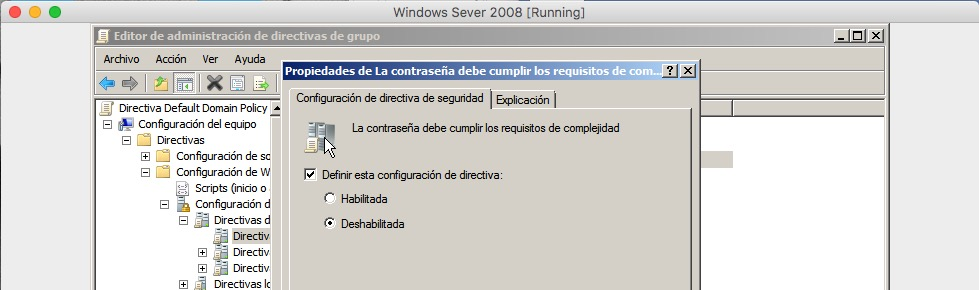 Windows Sever 2008 [Running]
Editor de administración de directivas de grupo
Archivo Acción Ver Ayuda
Propiedades de La contraseña debe cumplir los requisitos de com...
Configuración de directiva de seguridad
Explicación
La contraseña debe cumplir los requisitos de complejidad
Definir esta configuración de directiva:
Habilitada
Deshabilitada
Directiva Default Domain Policy
Configuración del equipo
Directivas
Configuración de so
Configuración de W
Scripts (inicio o
Configuración d
Directivas d
Directiv
Directiv
Directiv
Directivas lo